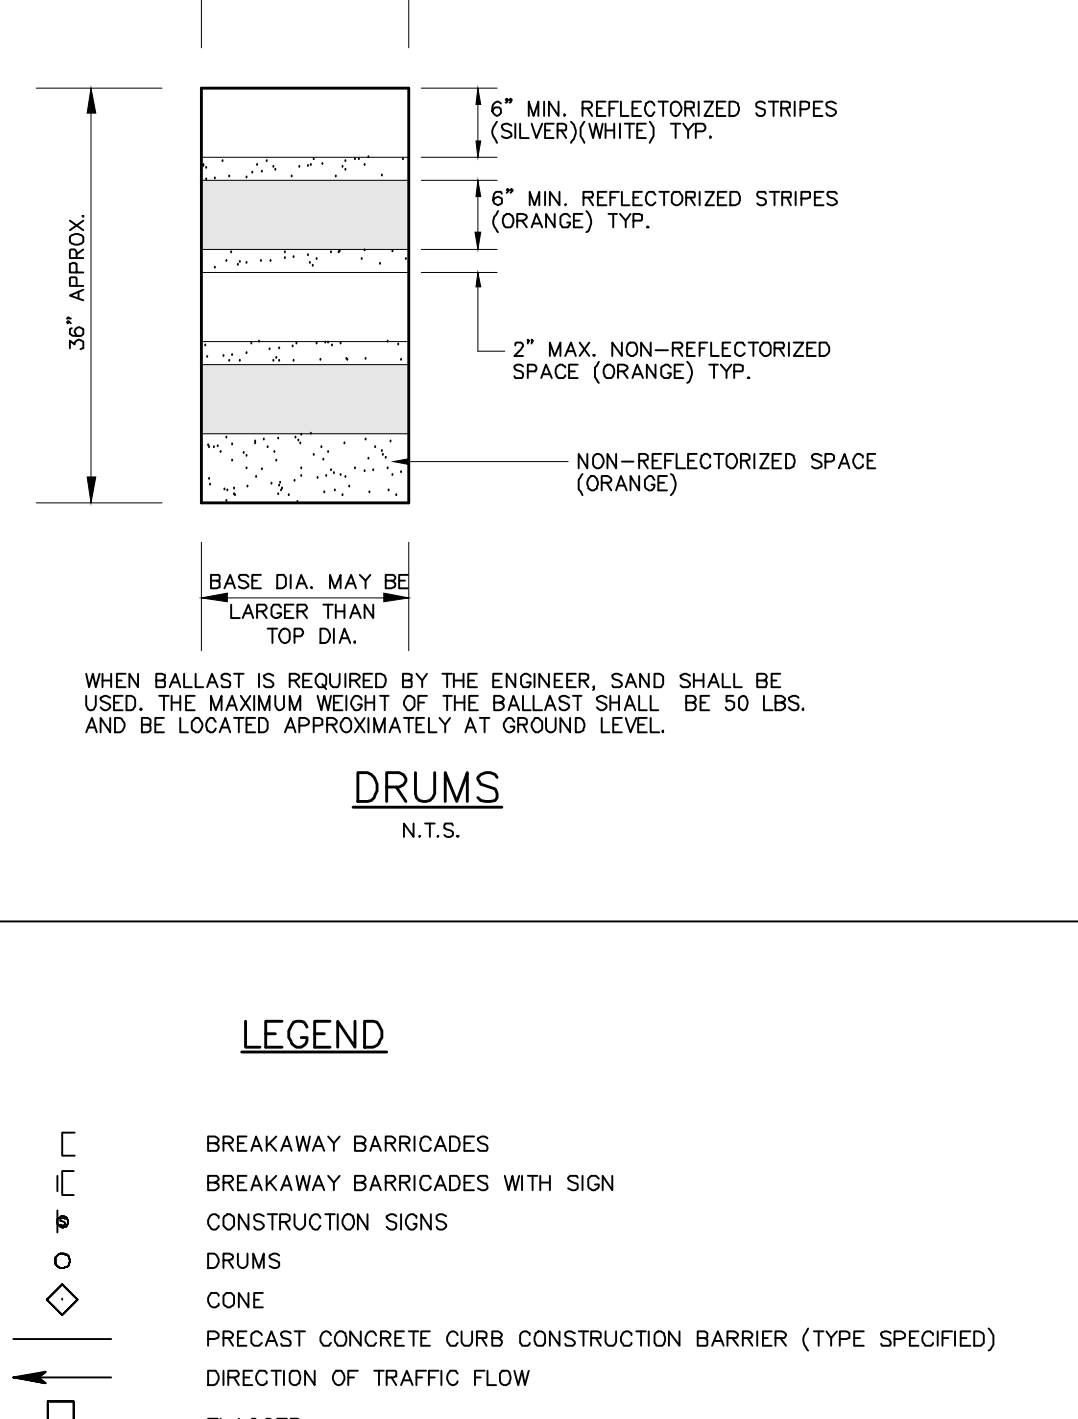 6" MIN. REFLECTORIZED STRIPES
(SILVER)(WHITE) TYP.
6" MIN. REFLECTORIZED STRIPES
(ORANGE) TYP.
36" APPROX.
2" MAX. NON-REFLECTORIZED
SPACE (ORANGE) TYP.
NON-REFLECTORIZED SPACE
(ORANGE)
BASE DIA. MAY BE
LARGER THAN
TOP DIA.
WHEN BALLAST IS REQUIRED BY THE ENGINEER, SAND SHALL BE
USED. THE MAXIMUM WEIGHT OF THE BALLAST SHALL BE 50 LBS.
AND BE LOCATED APPROXIMATELY AT GROUND LEVEL.
DRUMS
N.T.S.
LEGEND
BREAKAWAY BARRICADES
BREAKAWAY BARRICADES WITH SIGN
S CONSTRUCTION SIGNS
DRUMS
CONE
PRECAST CONCRETE CURB CONSTRUCTION BARRIER (TYPE SPECIFIED)
DIRECTION OF TRAFFIC FLOW